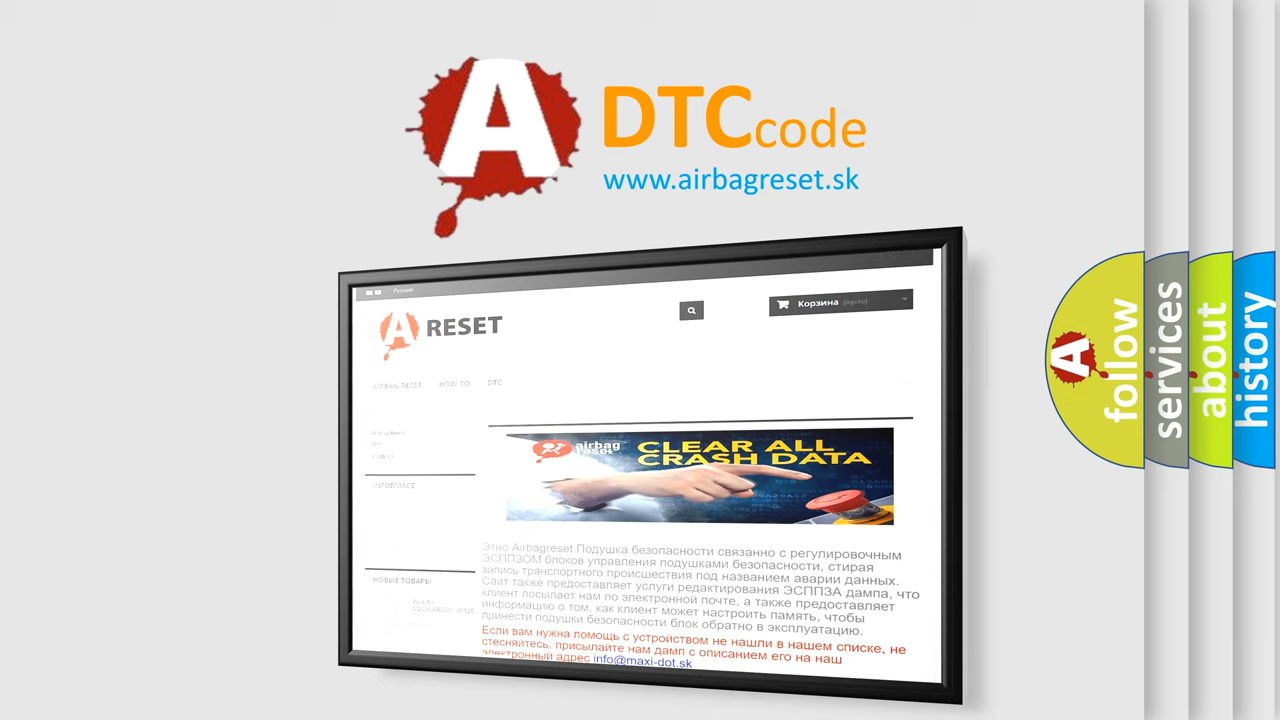 A DTCcode
www.airbagreset.sk
Русский
Корзина (пусто)
A RESET
AIRBAG RESET HOW TO DTC
INFORMACE
airbag
reset
CLEAR ALL
CRASH DATA
Этно Airbagreset Подушка безопасности связанно с регулировочным
ЭСППЗОМ блоков управления подушками безопасности, стирая
запись транспортного происшествия под названием аварии данных.
Сайт также предоставляет услуги редактирования ЭСППЗА дампа, что
клиент посылает нам по электронной почте, а также предоставляет
информацию о том, как клиент может настроить память, чтобы
принести подушки безопасности блок обратно в эксплуатацию.
Если вам нужна помощь с устройством не нашли в нашем списке, не
стесняйтесь, присылайте нам дамп с описанием его на наш
электронный адрес info@maxi-dot.sk
НОВЫЕ ТОВАРЫ
A
follow
services
about
history